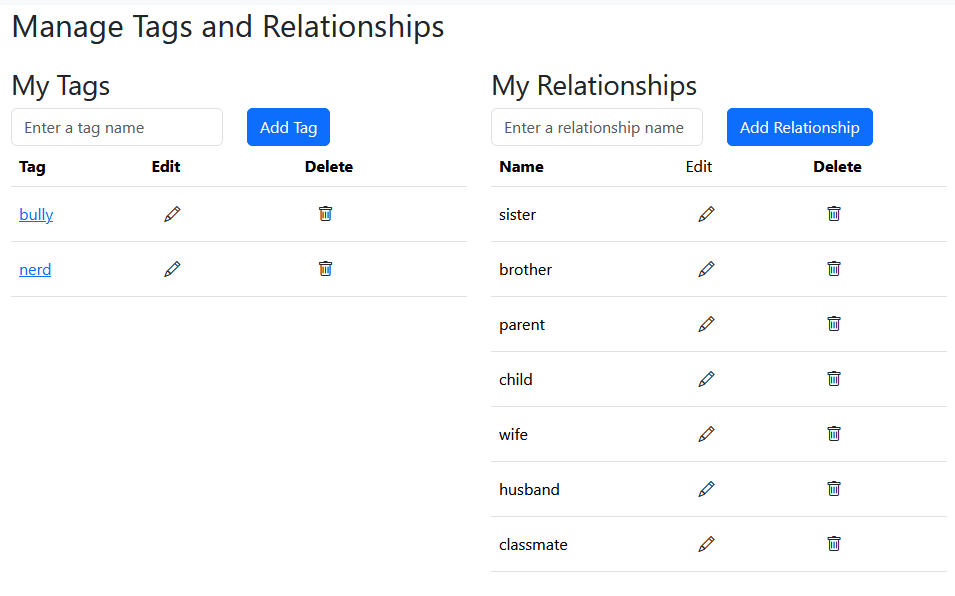 Manage Tags and Relationships
My Tags
Enter a tag name
Add Tag
Tag Edit Delete
bully
nerd
My Relationships
Enter a relationship name
Add Relationship
Name Edit Delete
sister
brother
parent
child
wife
husband
classmate